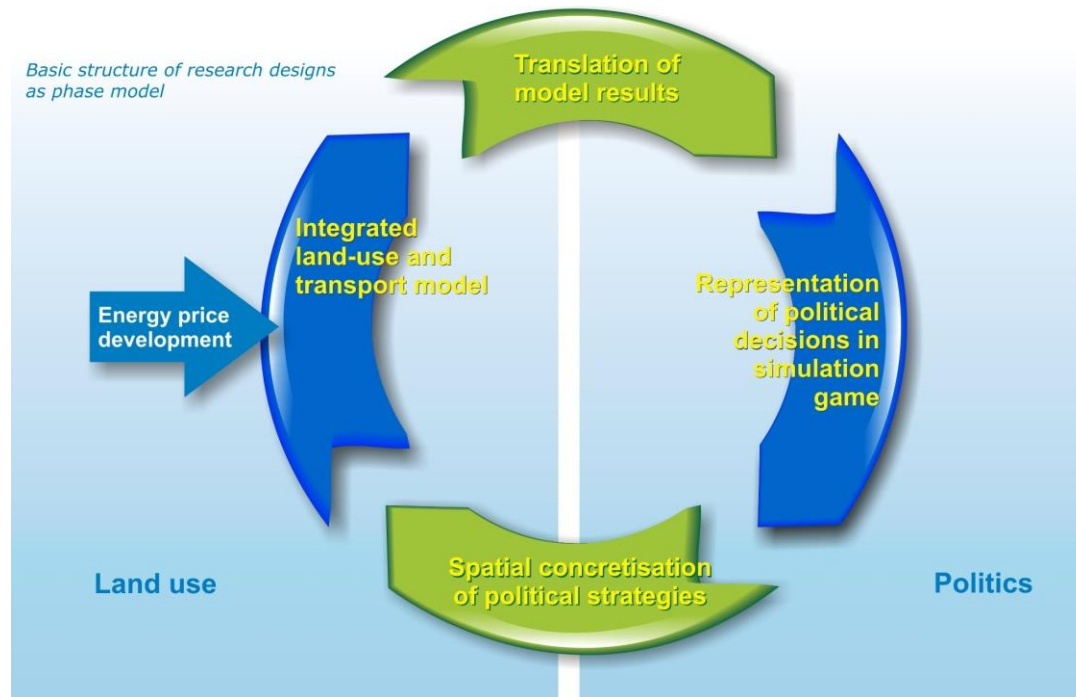 Basic structure of research designs
as phase model
Translation of
model results
Integrated
land-use and
transport model
Energy price
development
Representation
of political
decisions in
simulation
game
Spatial concretisation
of political strategies
Land use
Politics